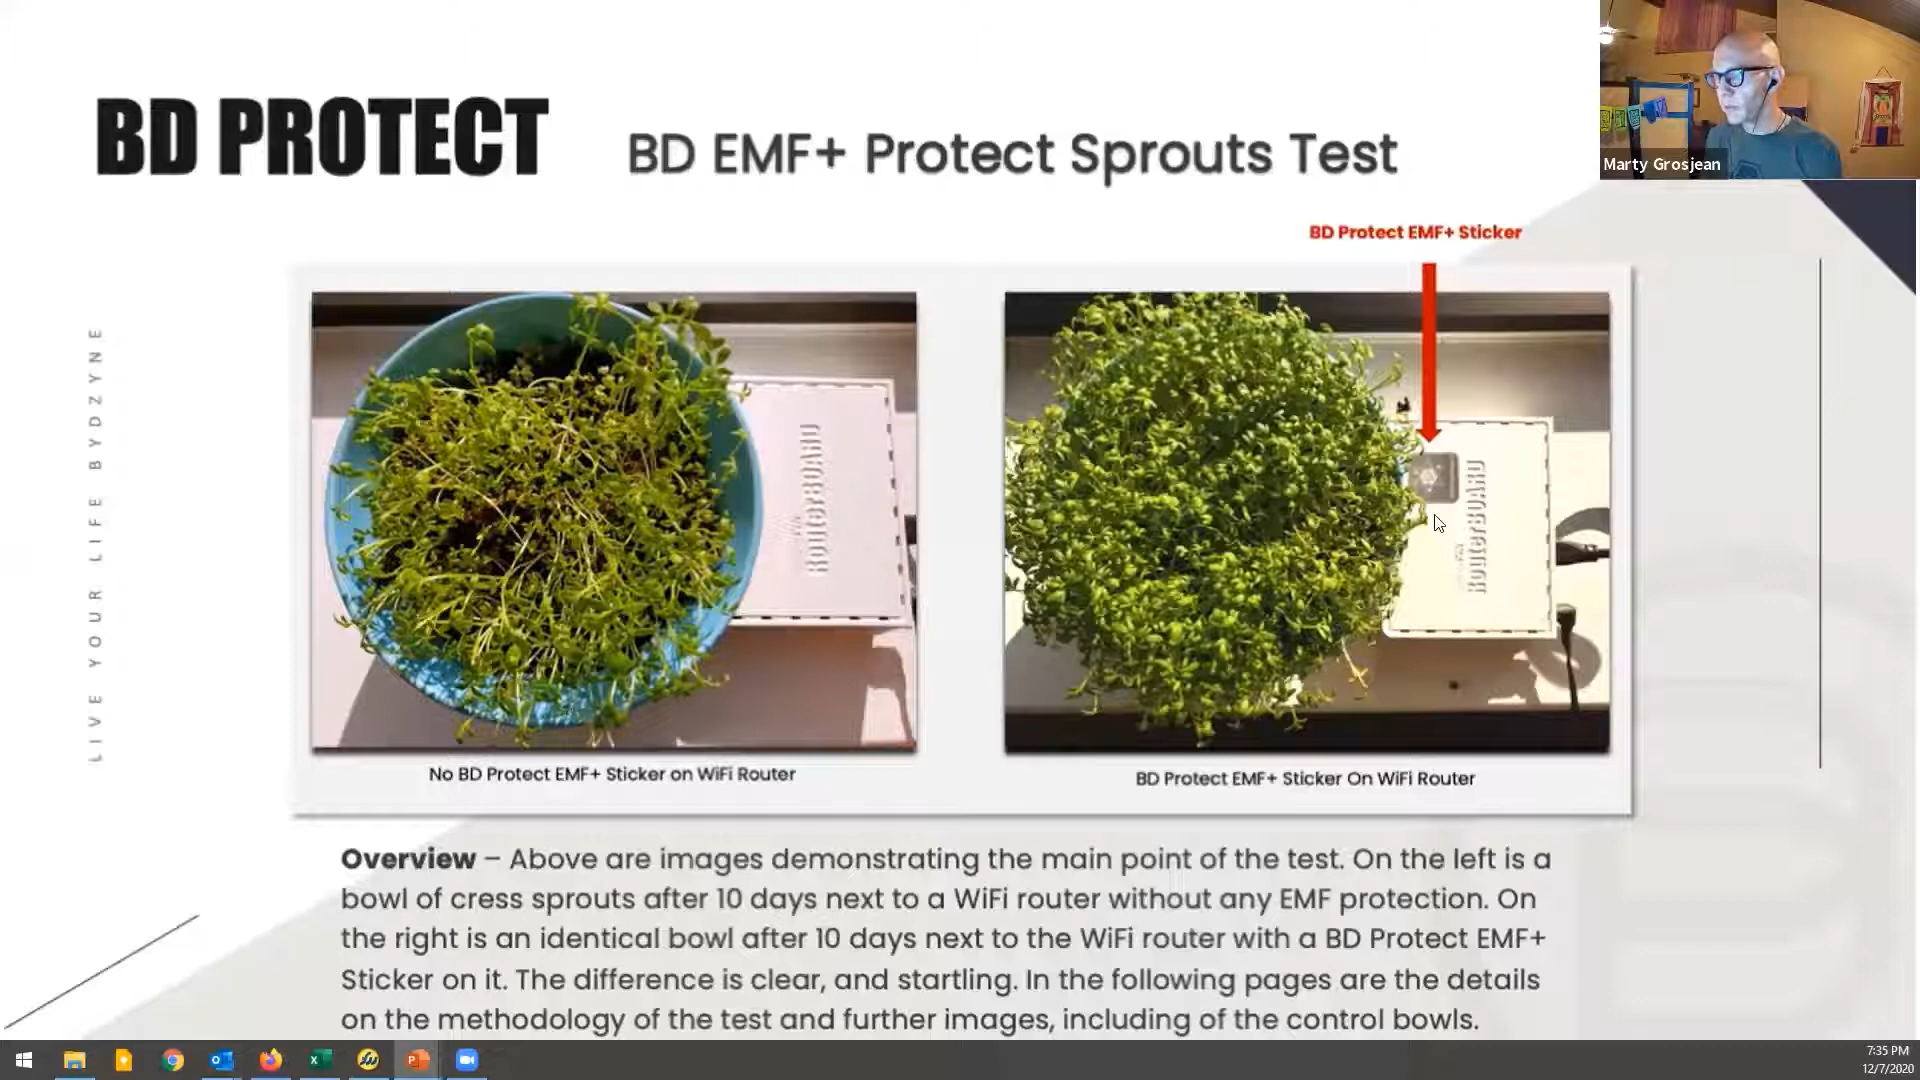 BD PROTECT
BD EMF+ Protect Sprouts Test
Marty Grosjean
BD Protect EMF+ Sticker
LIVE YOUR LIFE BYDZYNE
RouterBOARD
RouterBOARD
No BD Protect EMF+ Sticker on WiFi Router
BD Protect EMF+ Sticker On WiFi Router
Overview – Above are images demonstrating the main point of the test. On the left is a
bowl of cress sprouts after 10 days next to a WiFi router without any EMF protection. On
the right is an identical bowl after 10 days next to the WiFi router with a BD Protect EMF+
Sticker on it. The difference is clear, and startling. In the following pages are the details
on the methodology of the test and further images, including of the control bowls.
7:35 PM
12/7/2020